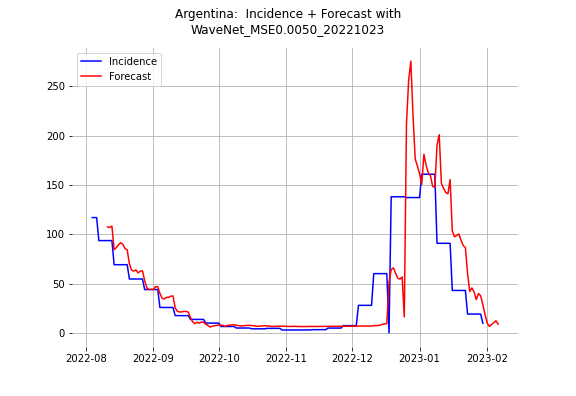 Argentina:  Incidence + Forecast with
WaveNet_MSE0.0050_20221023
Incidence
Forecast
250
200
150
100
50
0
2022-08 2022-09 2022-10 2022-11 2022-12 2023-01 2023-02